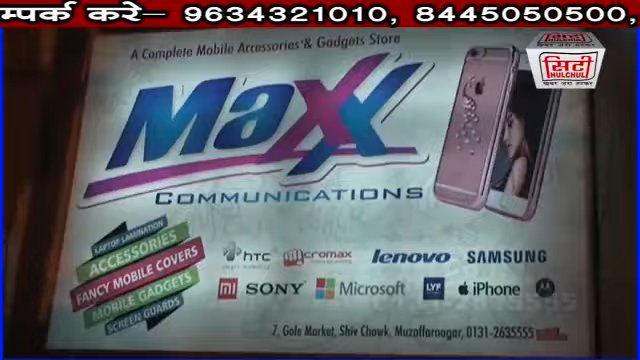 म्पर्क करे– 9634321010, 8445050500,
A Complete Mobile Accessories & Gadgets Store
सिटी
HULCHUL
Maxx
COMMUNICATIONS
LAPTOP LAMINATION
ACCESSORIES
FANCY MOBILE COVERS
MOBILE GADGETS
SCREEN GUARDS
hTC
micromax
lenovo
SAMSUNG
mi
SONY
Microsoft
LYF
iPhone
7, Gole Market, Shiv Chowk, Muzaffarnagar, 0131-2635555